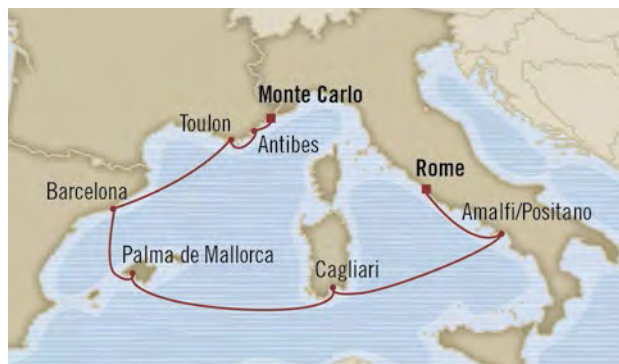 Monte Carlo
Toulon
Antibes
Rome
Barcelona
Amalfi/Positano
Palma de Mallorca
Cagliari